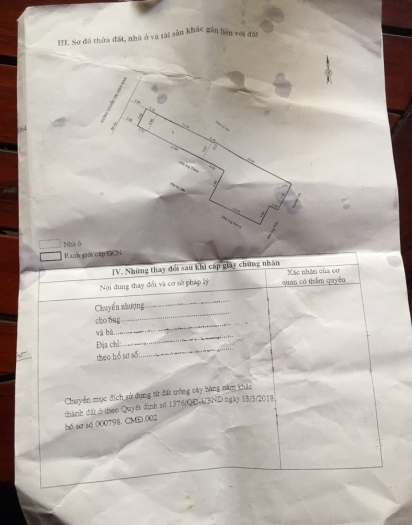 III. Sơ đồ thửa đất, nhà ở và tài sản khác gắn liền với đất
Nhà ở
Ranh giới cấp GCN
IV. Những thay đổi sau khi cấp giấy chứng nhận
Nội dung thay đổi và cơ sở pháp lý
Xác nhận của cơ
quan có thẩm quyền
Chuyển nhượng
cho ông
và bà
Địa chỉ:
theo hồ sơ số
Chuyển mục đích sử dụng từ đất trồng cây hàng năm khác
thành đất ở theo Quyết định số 1376/QĐ-UBND ngày 13/3/2018,
hồ sơ số 000798. CMĐ.002